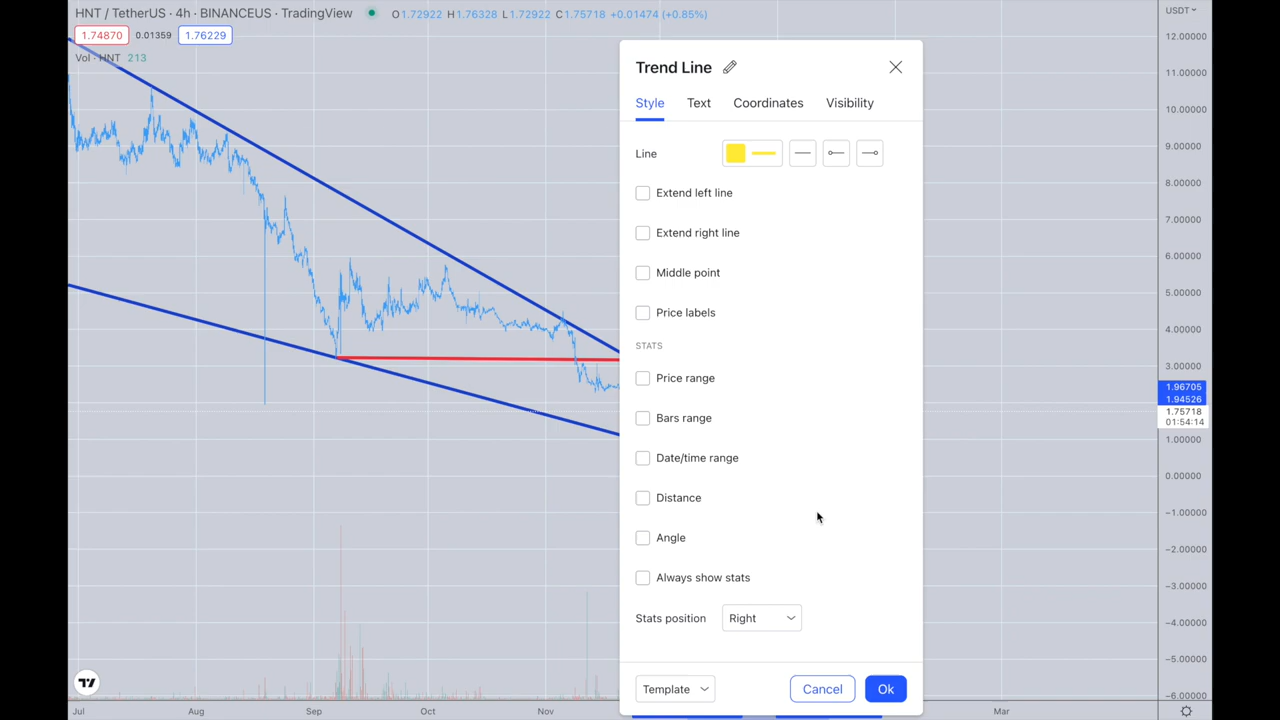 HNT / TetherUS · 4h · BINANCEUS · TradingView
O1.72922 H1.76328 L1.72922 C1.75718 +0.01474 (+0.85%)
USDT
1.74870 0.01359 1.76229
Vol · HNT 213
12.00000
11.00000
10.00000
9.00000
8.00000
7.00000
6.00000
5.00000
4.00000
3.00000
1.96705
1.94526
1.75718
01:54:14
1.00000
0.00000
−1.00000
−2.00000
−3.00000
−4.00000
−5.00000
−6.00000
Trend Line
Style Text Coordinates Visibility
Line
Extend left line
Extend right line
Middle point
Price labels
STATS
Price range
Bars range
Date/time range
Distance
Angle
Always show stats
Stats position Right
Template Cancel Ok
Jul Aug Sep Oct Nov Mar